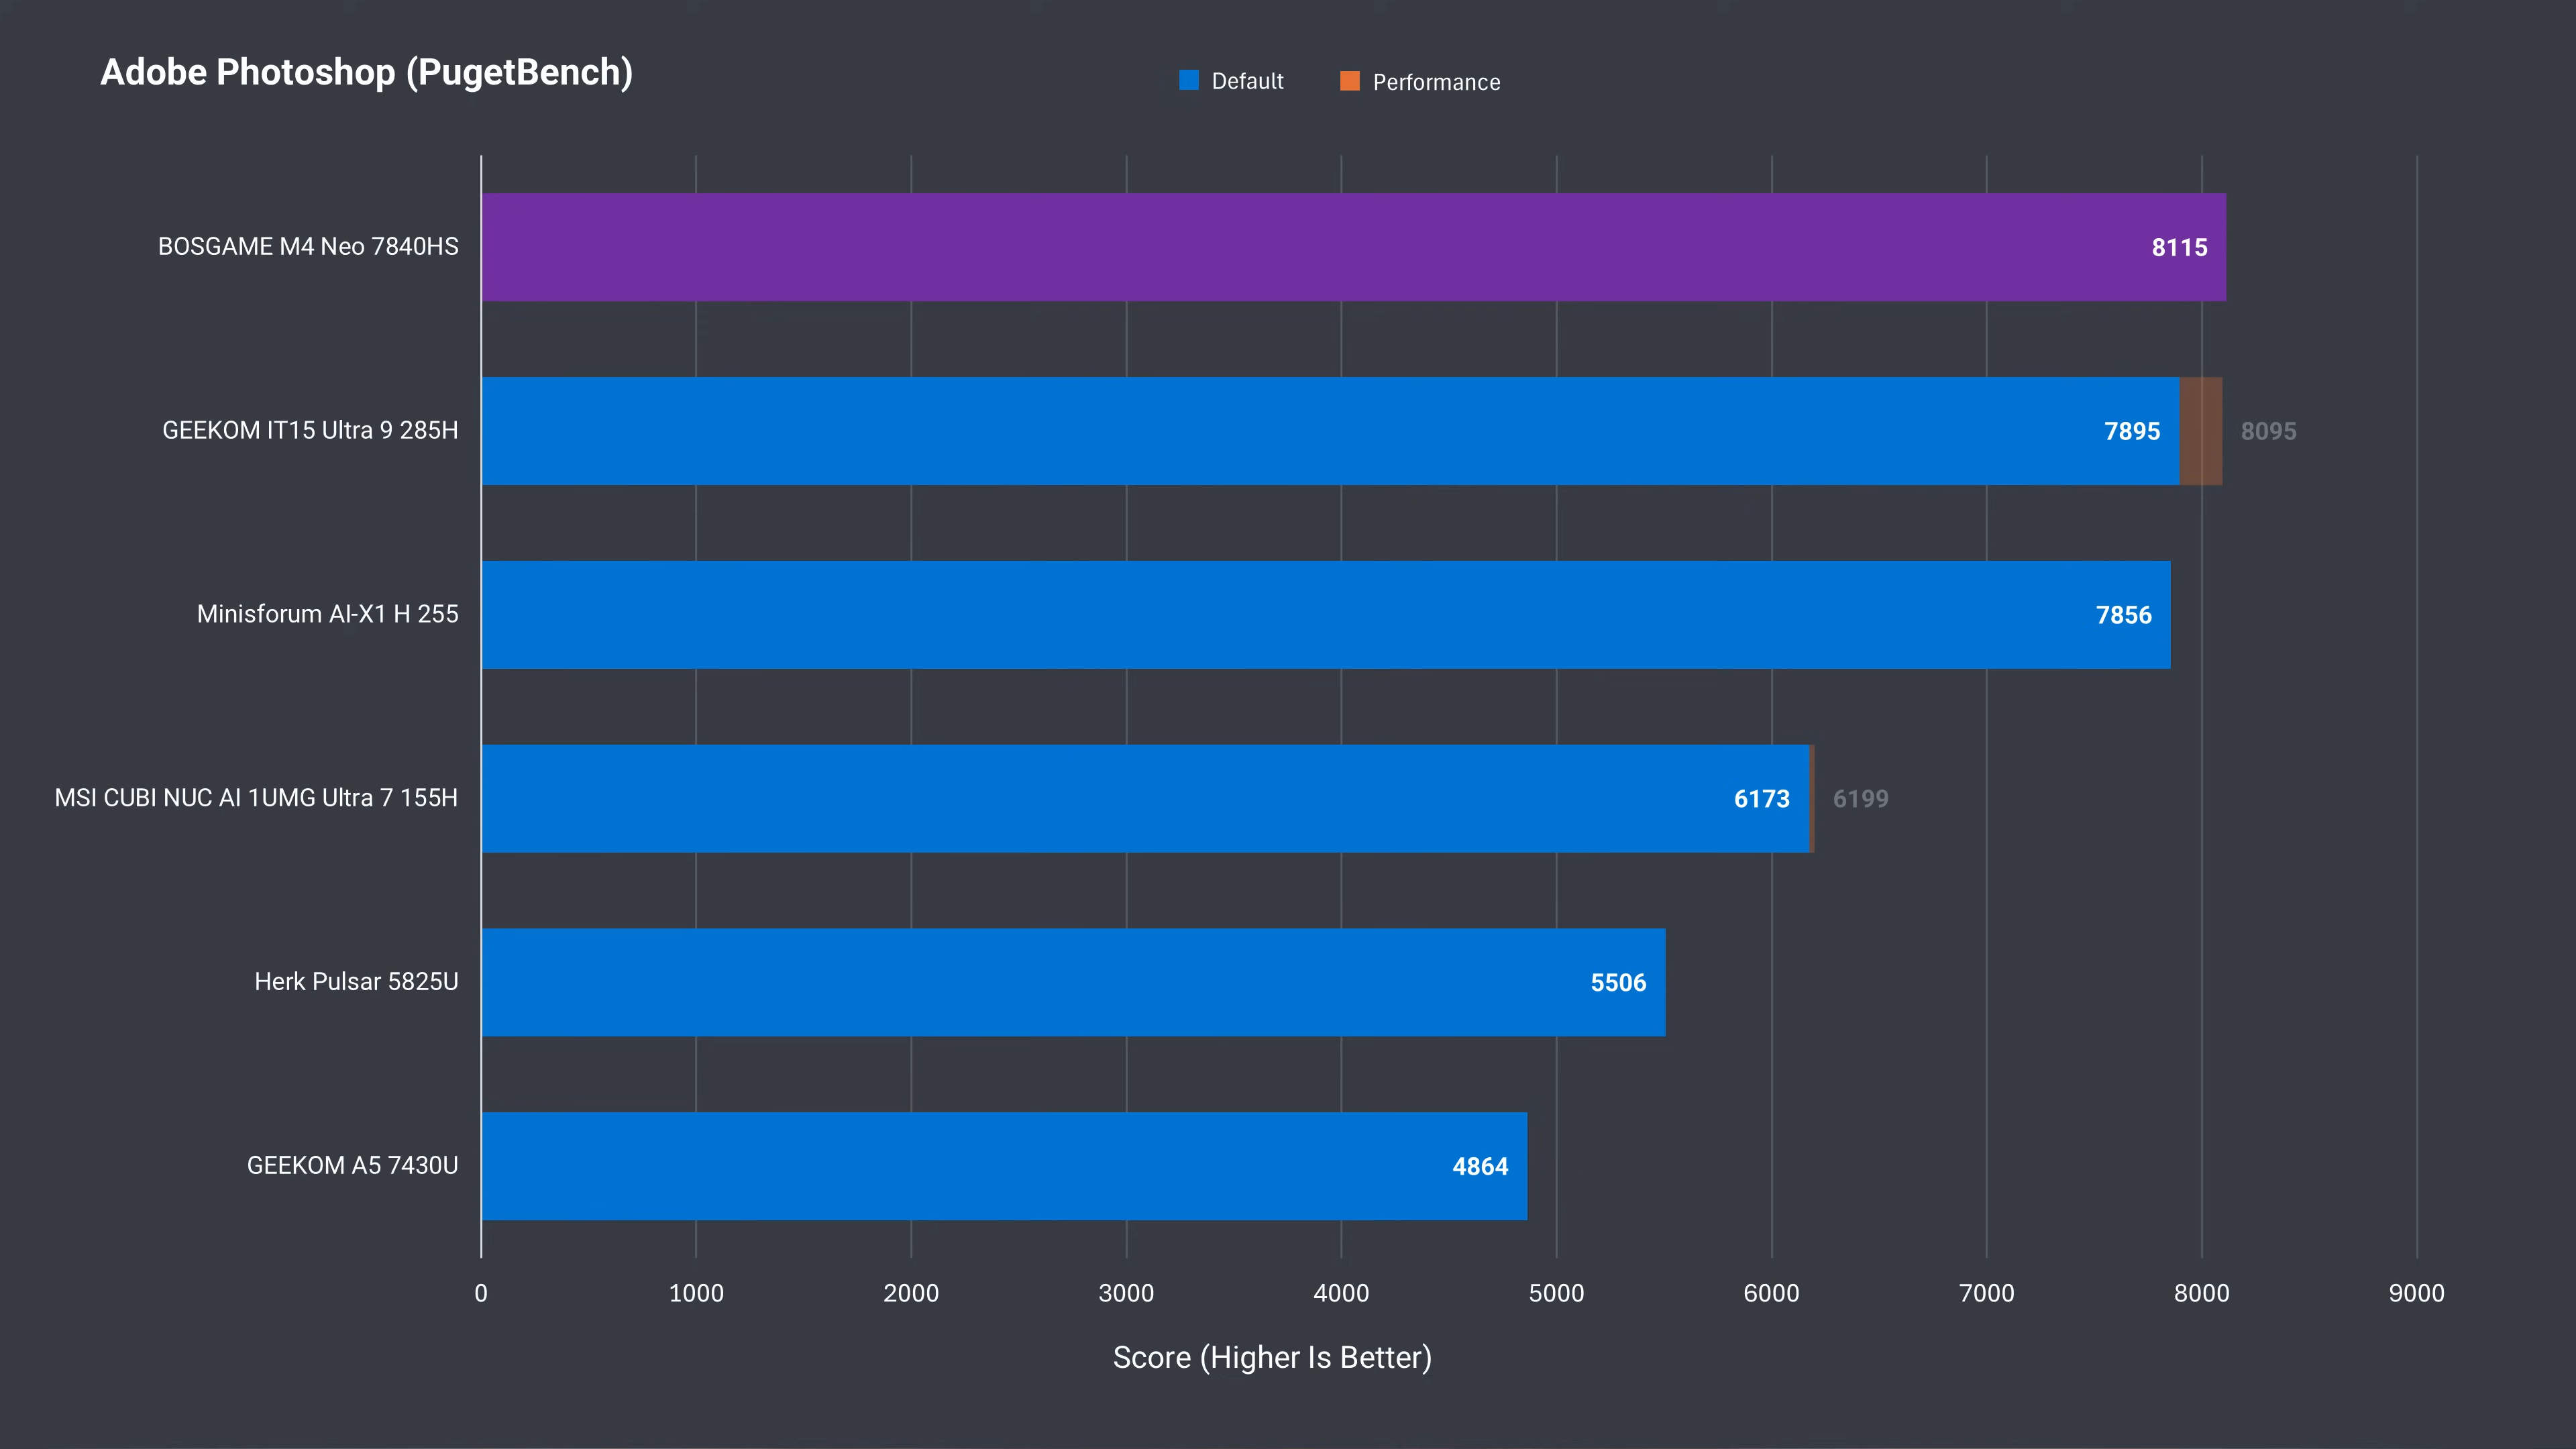 Adobe Photoshop (PugetBench)
Default
Performance
BOSGAME M4 Neo 7840HS
8115
GEEKOM IT15 Ultra 9 285H
7895
8095
Minisforum AI-X1 H 255
7856
MSI CUBI NUC AI 1UMG Ultra 7 155H
6173
6199
Herk Pulsar 5825U
5506
GEEKOM A5 7430U
4864
0 1000 2000 3000 4000 5000 6000 7000 8000 9000
Score (Higher Is Better)